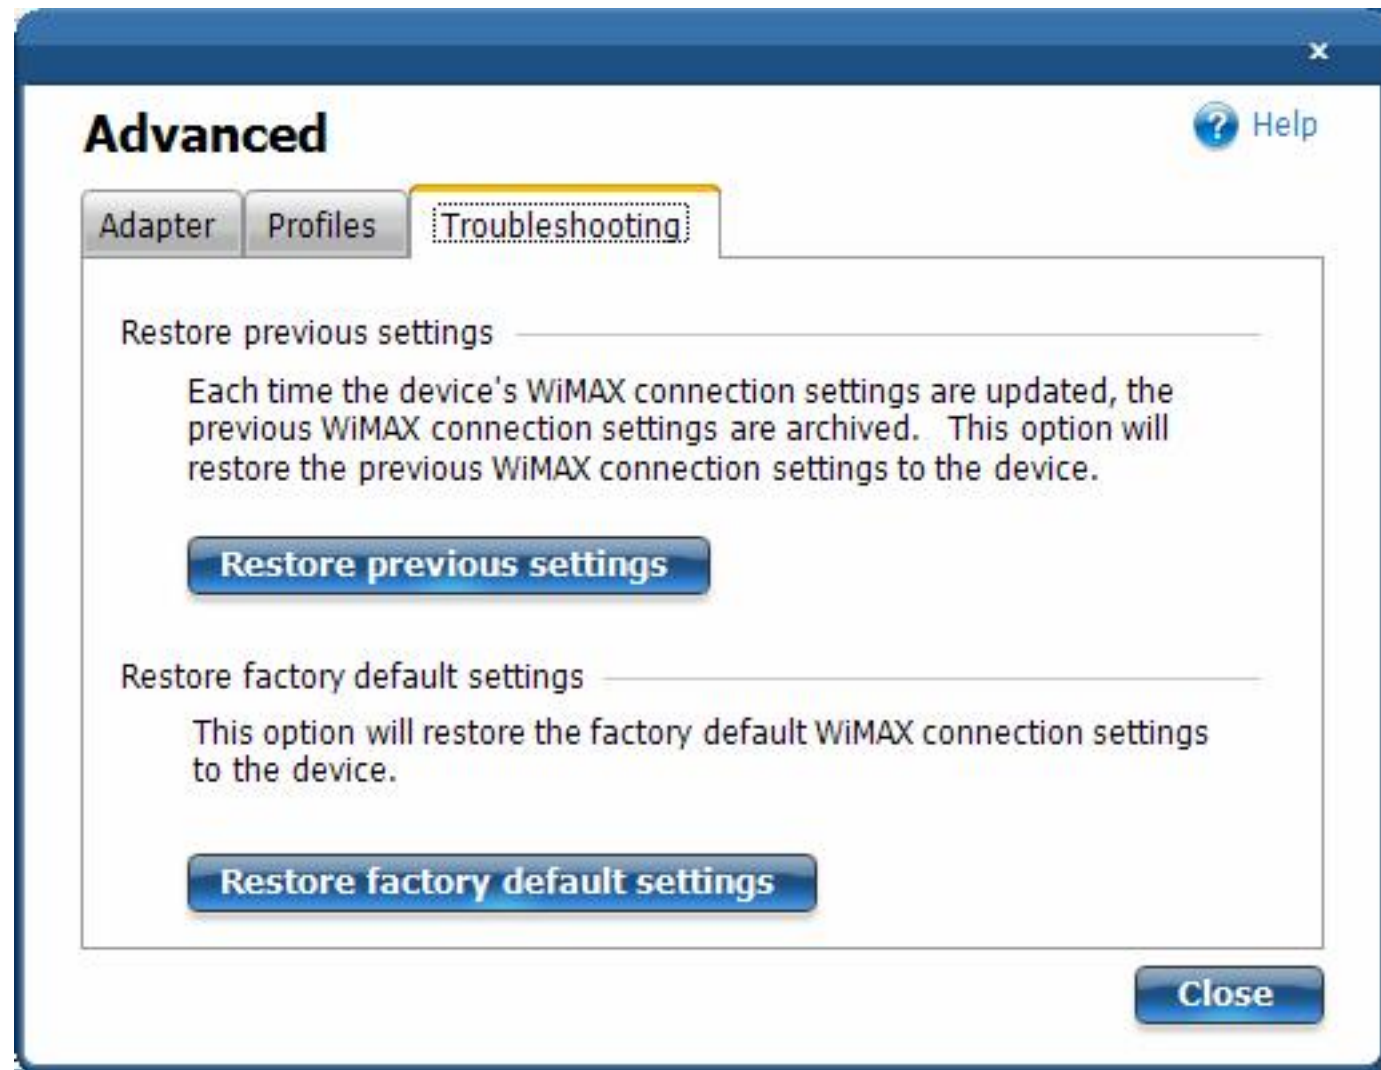 x
Advanced
Help
Adapter Profiles Troubleshooting
Restore previous settings
Each time the device's WiMAX connection settings are updated, the
previous WiMAX connection settings are archived. This option will
restore the previous WiMAX connection settings to the device.
Restore previous settings
Restore factory default settings
This option will restore the factory default WiMAX connection settings
to the device.
Restore factory default settings
Close